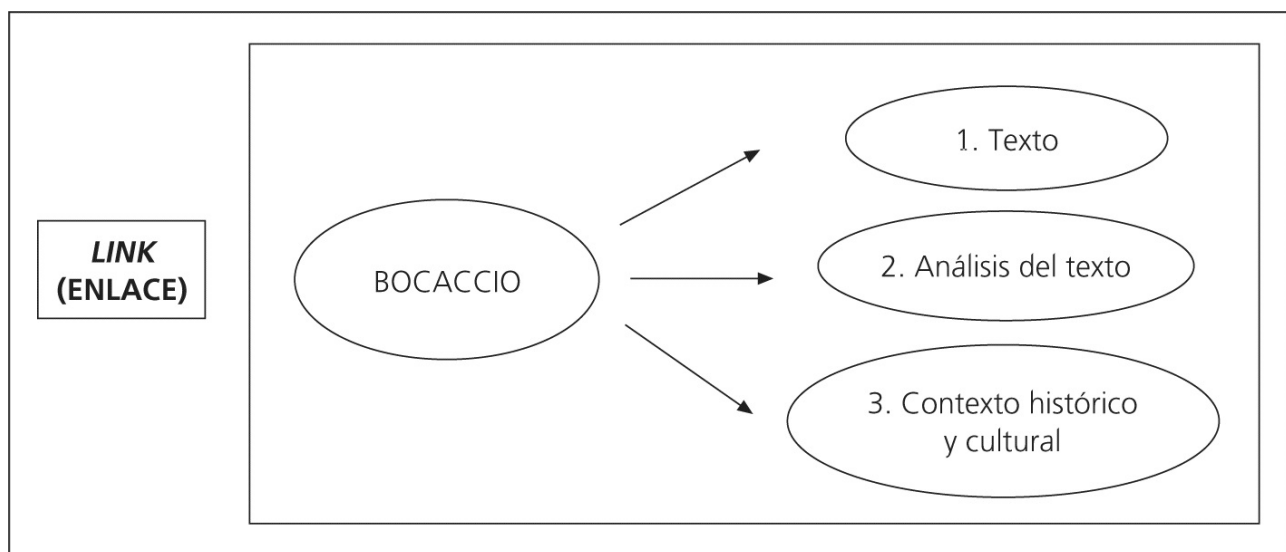 LINK
(ENLACE)
BOCACCIO
1. Texto
2. Análisis del texto
3. Contexto histórico
y cultural